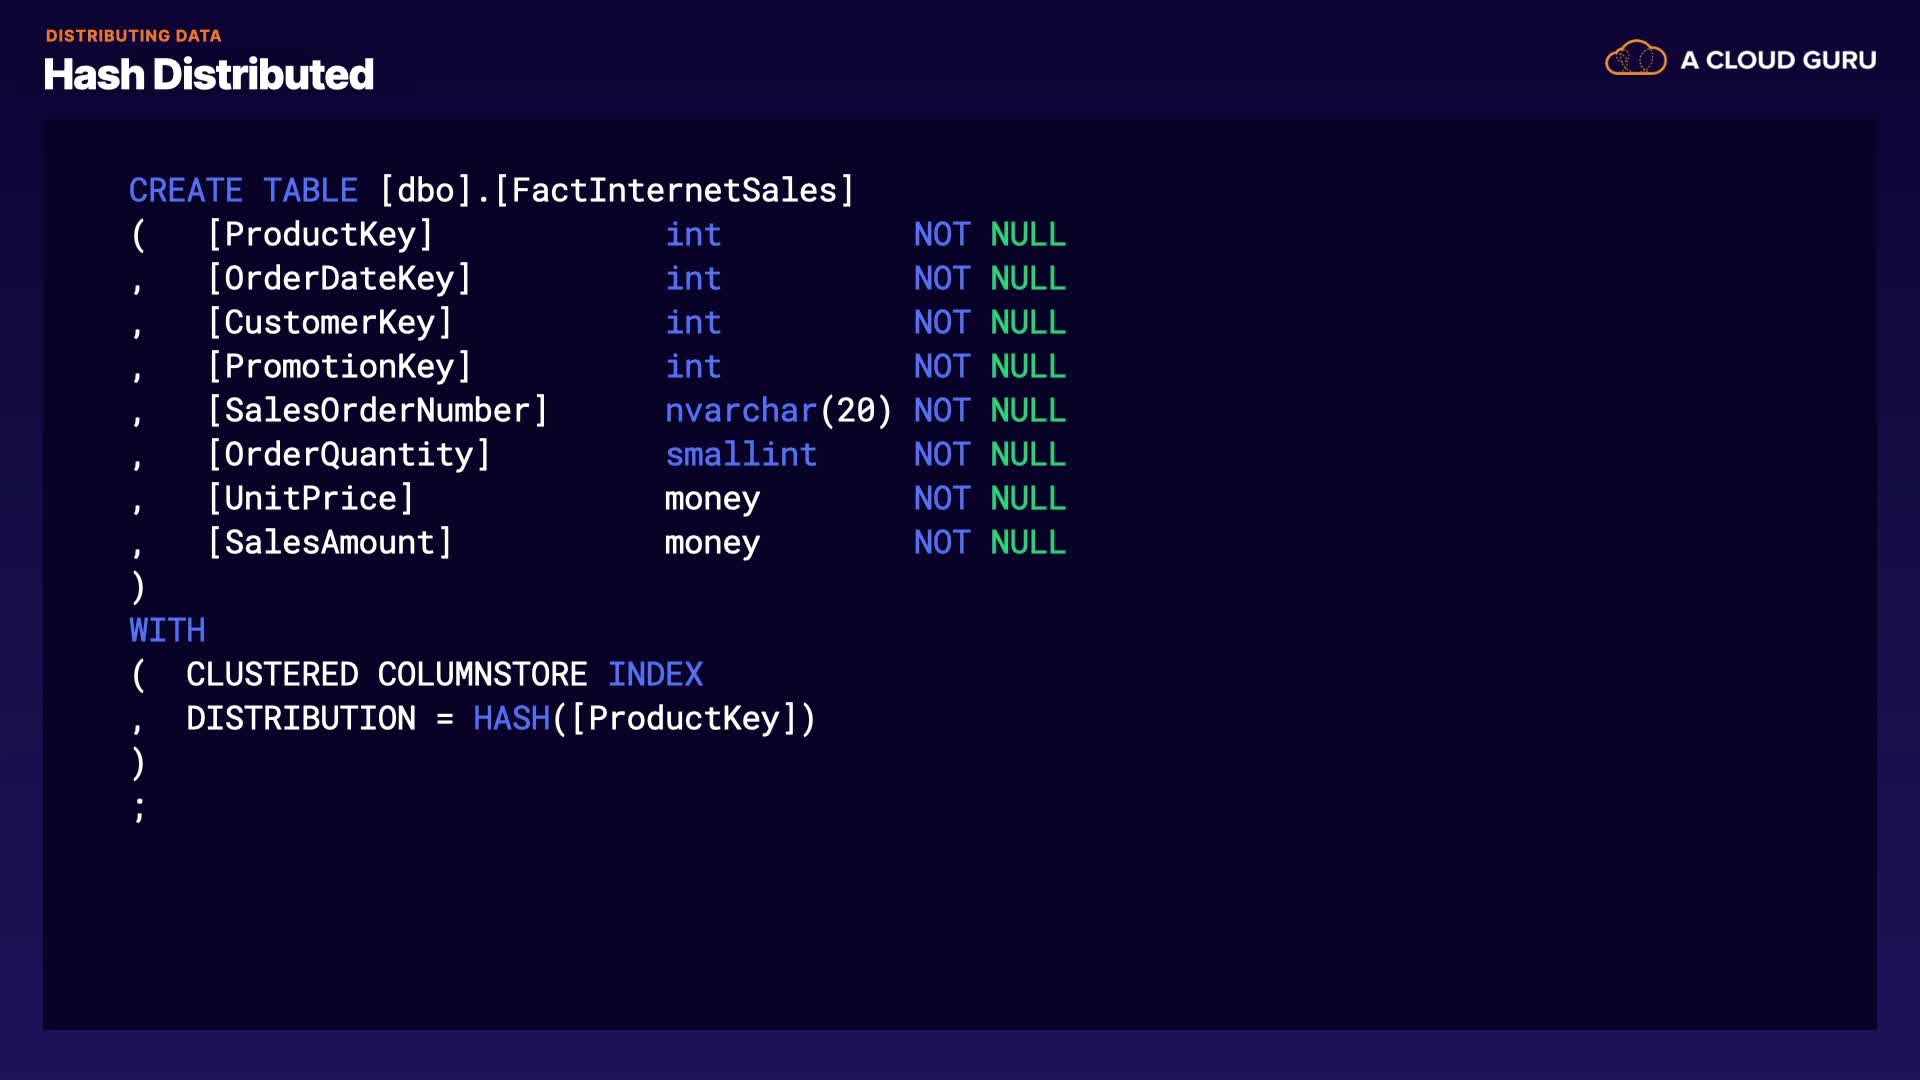 DISTRIBUTING DATA
Hash Distributed
A CLOUD GURU
CREATE TABLE [dbo].[FactInternetSales]
(   [ProductKey]            int          NOT NULL
,   [OrderDateKey]          int          NOT NULL
,   [CustomerKey]           int          NOT NULL
,   [PromotionKey]          int          NOT NULL
,   [SalesOrderNumber]      nvarchar(20) NOT NULL
,   [OrderQuantity]         smallint     NOT NULL
,   [UnitPrice]             money        NOT NULL
,   [SalesAmount]           money        NOT NULL
)
WITH
(  CLUSTERED COLUMNSTORE INDEX
,  DISTRIBUTION = HASH([ProductKey])
)
;